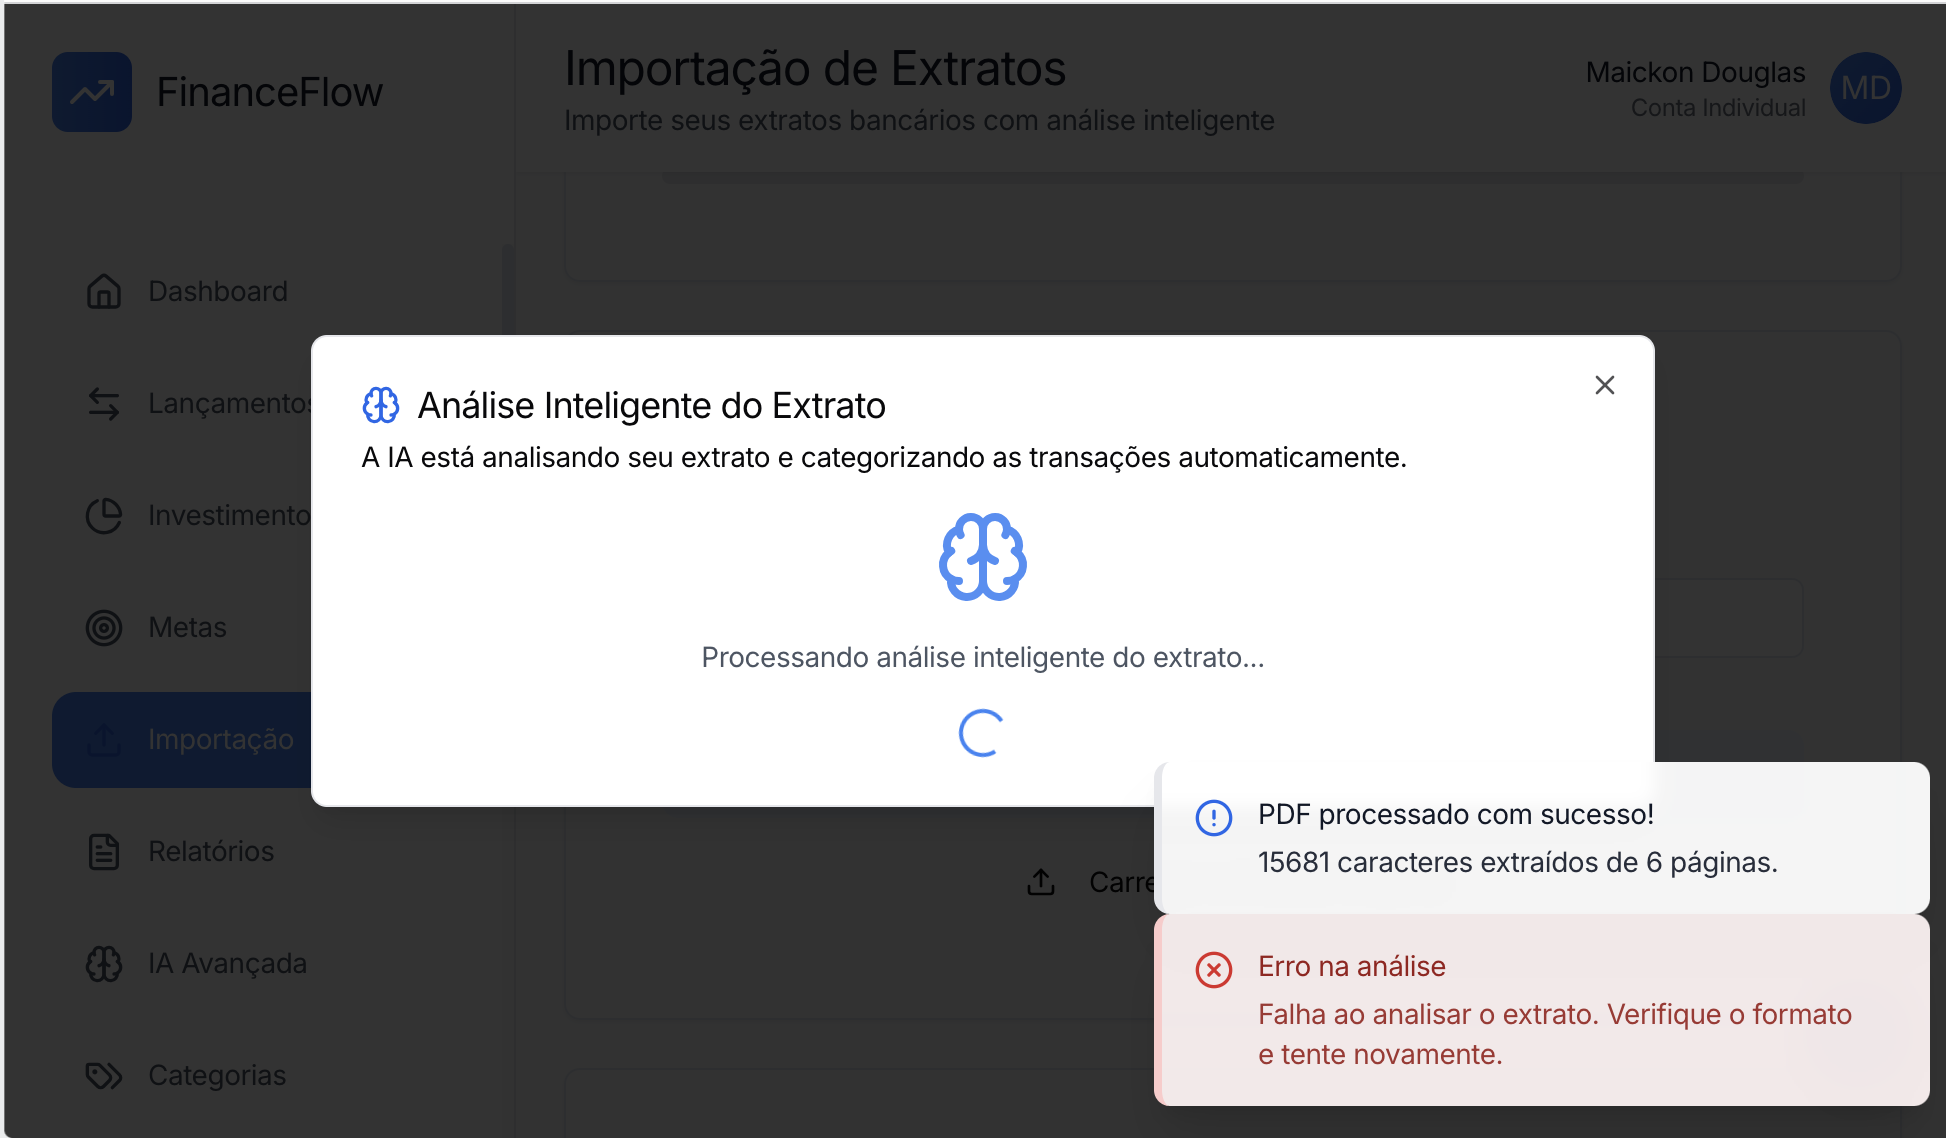 FinanceFlow
Importação de Extratos
Importe seus extratos bancários com análise inteligente
Maickon Douglas
Conta Individual
MD
Dashboard
Lançamentos
Investimento
Metas
Importação
Relatórios
IA Avançada
Categorias
Análise Inteligente do Extrato
A IA está analisando seu extrato e categorizando as transações automaticamente.
Processando análise inteligente do extrato...
Carre
PDF processado com sucesso!
15681 caracteres extraídos de 6 páginas.
Erro na análise
Falha ao analisar o extrato. Verifique o formato
e tente novamente.